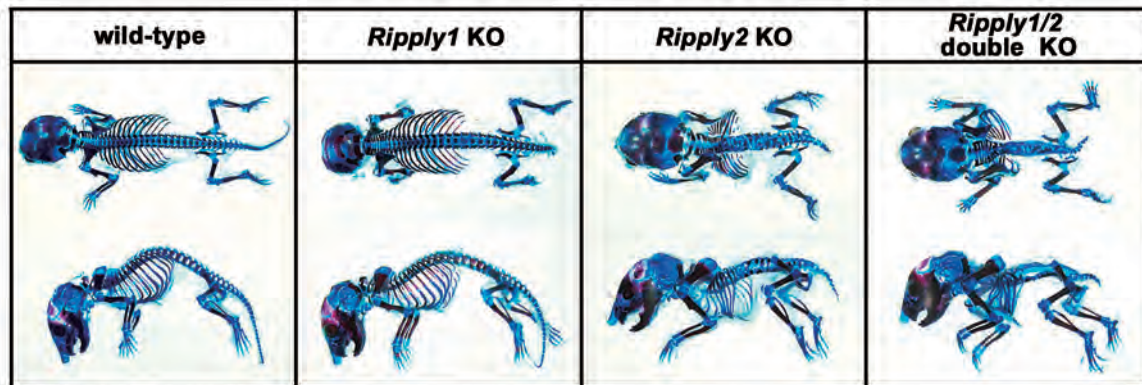 wild-type
Ripply1 KO
Ripply2 KO
Ripply1/2
double KO